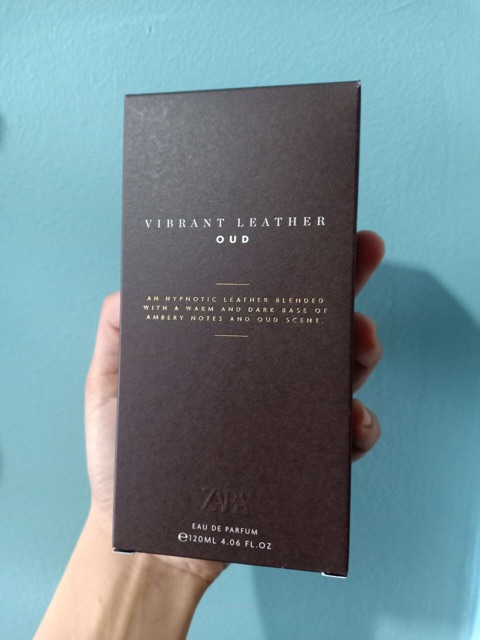 VIBRANT LEATHER
OUD
AN HYPNOTIC LEATHER BLENDED
WITH A WARM AND DARK BASE OF
AMBERY NOTES AND OUD SCENT.
ZARA
EAU DE PARFUM
℮120ML 4.06 FL.OZ